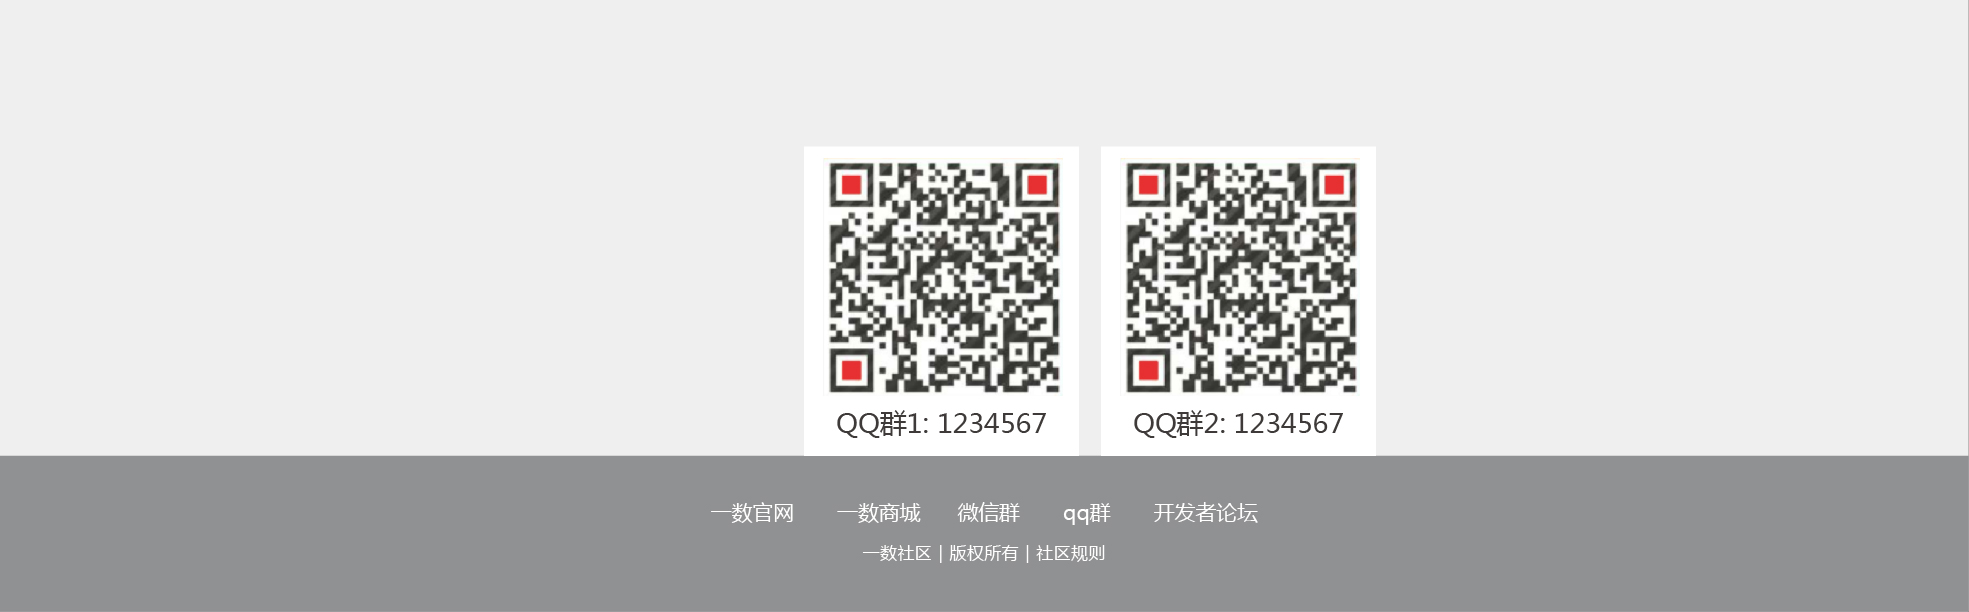 QQ群1: 1234567 QQ群2: 1234567
一数官网 一数商城 微信群 qq群 开发者论坛
一数社区 | 版权所有 | 社区规则